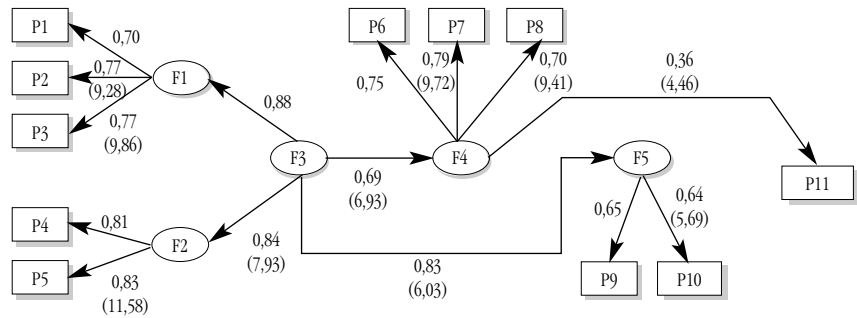 P1
0,70
P2
0,77
(9,28)
F1
P3
0,77
(9,86)
0,88
P6
P7
P8
0,75
0,79
(9,72)
0,70
(9,41)
0,36
(4,46)
F3
F4
F5
0,69
(6,93)
P11
P4
0,81
F2
P5
0,83
(11,58)
0,84
(7,93)
0,83
(6,03)
0,65
0,64
(5,69)
P9
P10